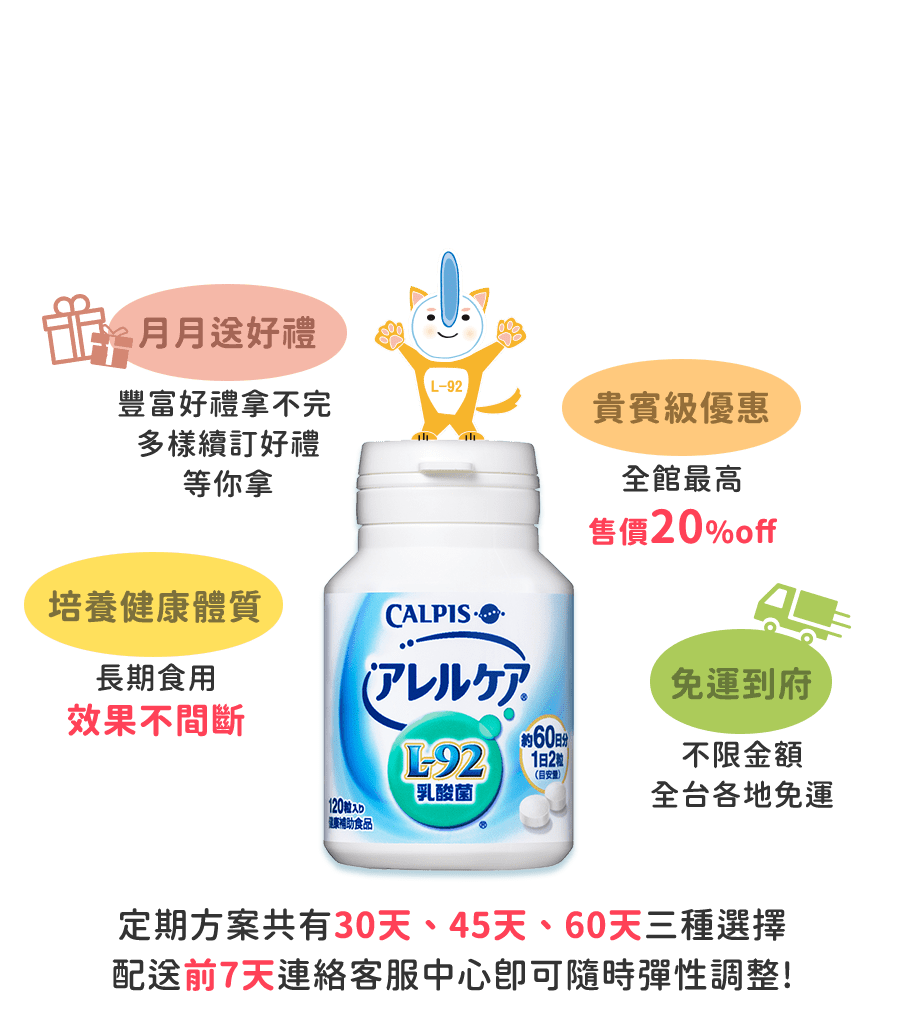 月月送好禮
豐富好禮拿不完
多樣續訂好禮
等你拿
L-92
貴賓級優惠
全館最高
售價20%off
培養健康體質
長期食用
效果不間斷
免運到府
不限金額
全台各地免運
CALPIS
アレルケア®
L-92
乳酸菌
®
約60日分
1日2粒
(目安量)
120粒入り
健康補助食品
定期方案共有30天、45天、60天三種選擇
配送前7天連絡客服中心即可隨時彈性調整!